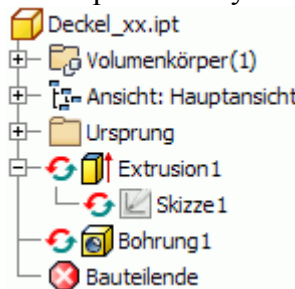 Deckel_xx.ipt
Volumenkörper(1)
Ansicht: Hauptansicht
Ursprung
Extrusion1
Skizze1
Bohrung1
Bauteilende